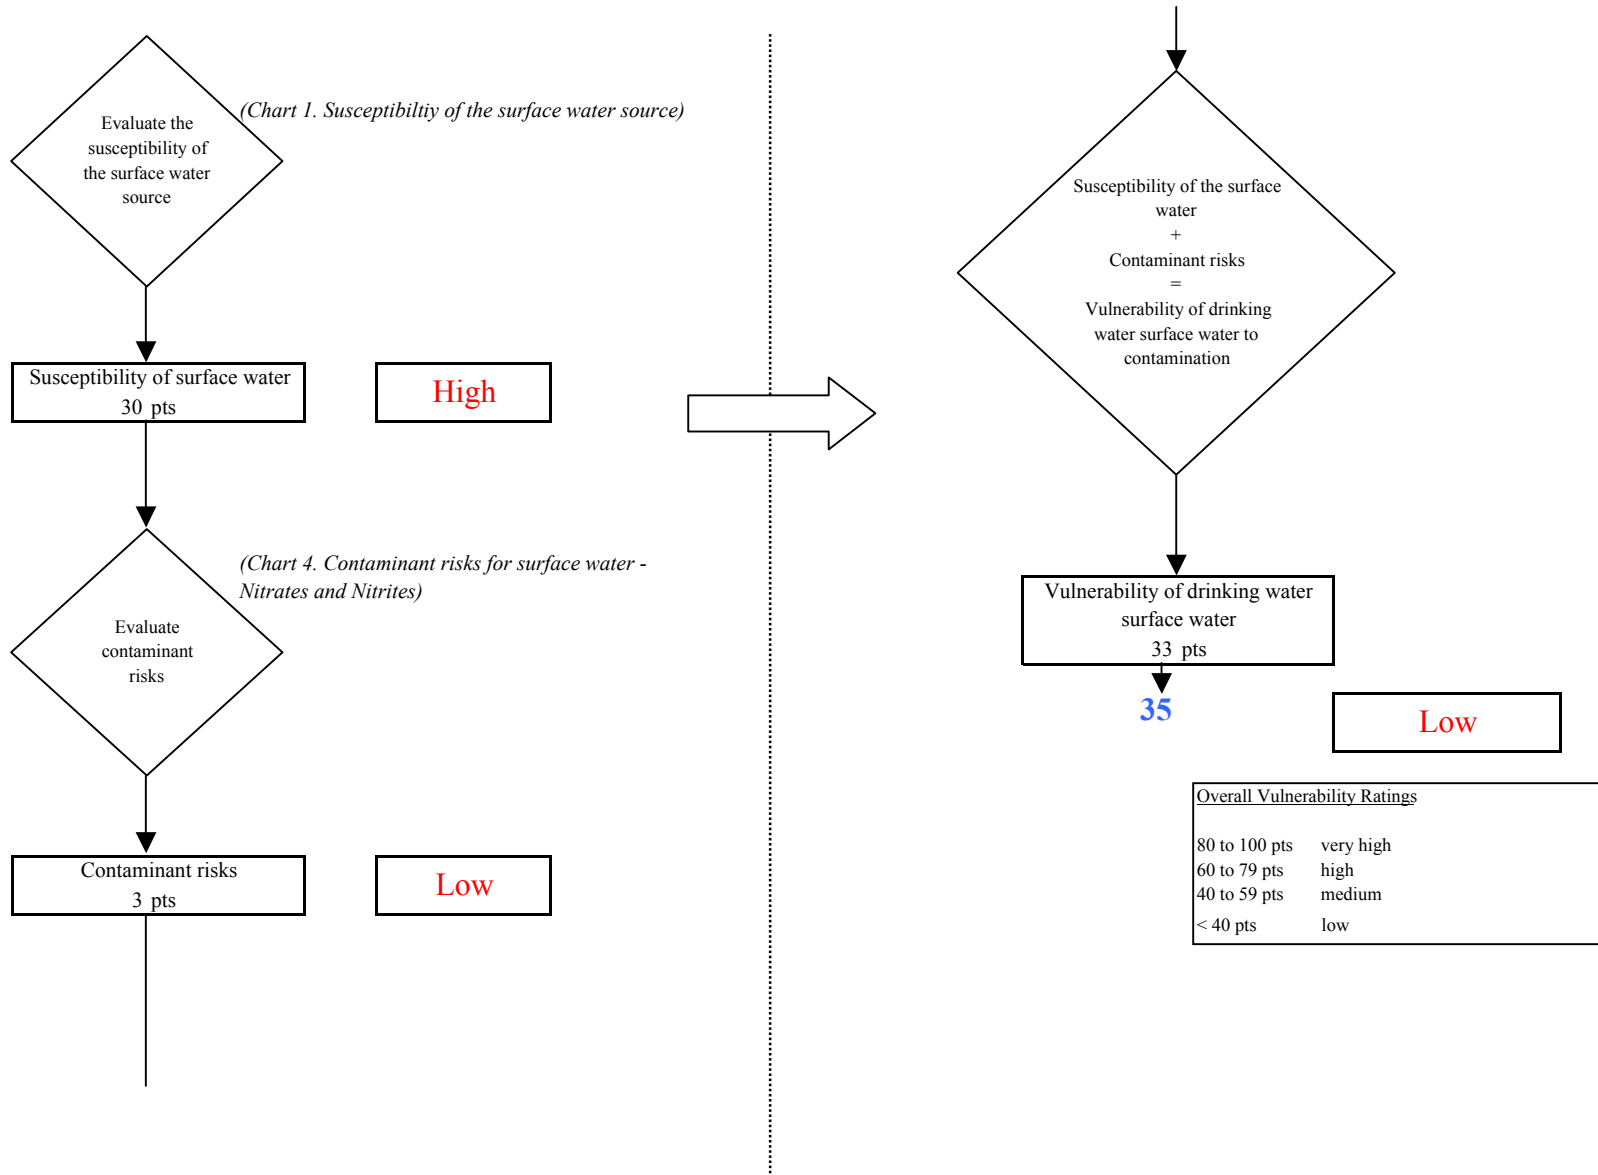 Evaluate the
susceptibility of
the surface water
source
(Chart 1. Susceptibiltiy of the surface water source)
Susceptibility of surface water
30 pts
High
(Chart 4. Contaminant risks for surface water -
Nitrates and Nitrites)
Evaluate
contaminant
risks
Contaminant risks
3 pts
Low
Susceptibility of the surface
water
+
Contaminant risks
=
Vulnerability of drinking
water surface water to
contamination
Vulnerability of drinking water
surface water
33 pts
35
Low
Overall Vulnerability Ratings
80 to 100 pts very high
60 to 79 pts high
40 to 59 pts medium
< 40 pts low